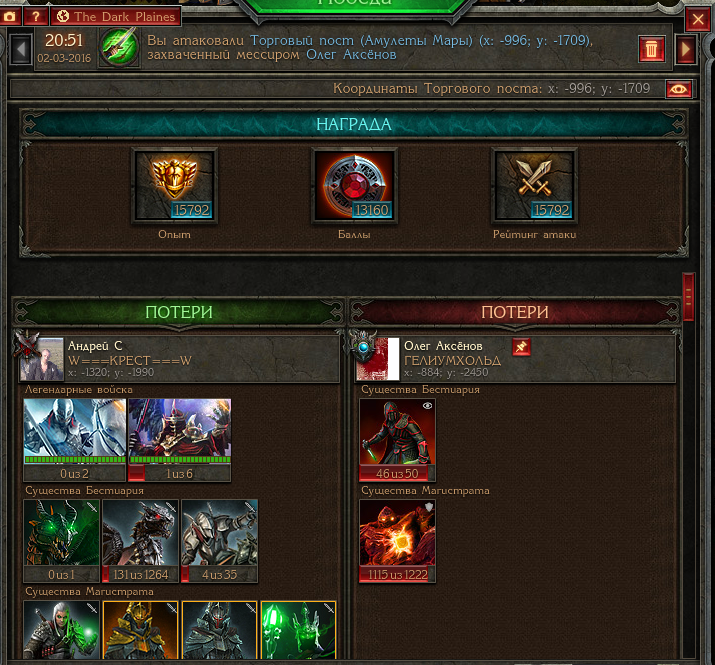 Победа
The Dark Plaines
20:51
02-03-2016
Вы атаковали Торговый пост (Амулеты Мары) (x: -996; y: -1709),
захваченный мессиром Олег Аксёнов
Координаты Торгового поста: x: -996; y: -1709
НАГРАДА
15792
13160
15792
Опыт
Баллы
Рейтинг атаки
ПОТЕРИ
Андрей С
W===КРЕСТ===W
x: -1320; y: -1990
Легендарные войска
0 из 2
1 из 6
Существа Бестиария
0 из 1
131 из 1264
4 из 35
Существа Магистрата
ПОТЕРИ
Олег Аксёнов
ГЕЛИУМХОЛЬД
x: -884; y: -2450
Существа Бестиария
46 из 50
Существа Магистрата
1115 из 1222